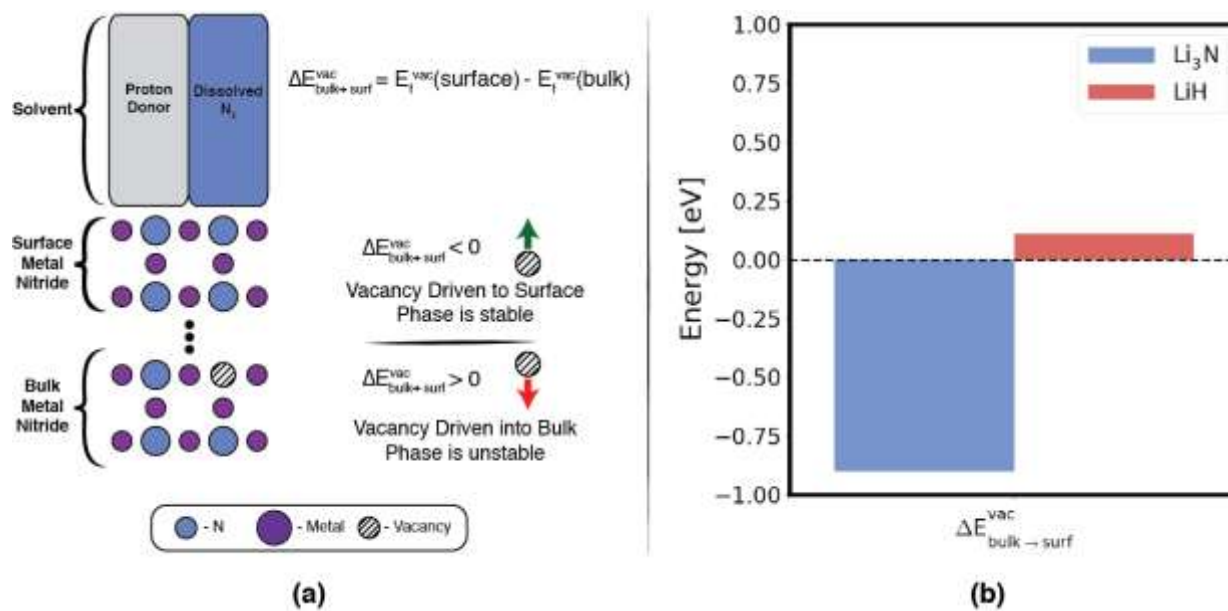 Solvent
Proton
Donor
Dissolved
N₂
ΔE^vac_bulk→surf = E_f^vac(surface) - E_f^vac(bulk)
Surface
Metal
Nitride
ΔE^vac_bulk→surf < 0
Vacancy Driven to Surface
Phase is stable
Bulk
Metal
Nitride
ΔE^vac_bulk→surf > 0
Vacancy Driven into Bulk
Phase is unstable
- N
- Metal
- Vacancy
(a)
Energy [eV]
1.00
0.75
0.50
0.25
0.00
−0.25
−0.50
−0.75
−1.00
Li₃N
LiH
ΔE^vac_bulk→surf
(b)